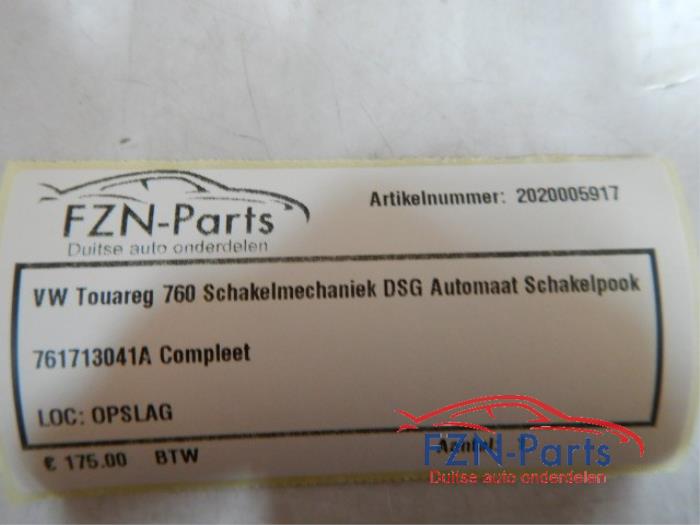 FZN-Parts
Duitse auto onderdelen
Artikelnummer: 2020005917
VW Touareg 760 Schakelmechaniek DSG Automaat Schakelpook
761713041A Compleet
LOC: OPSLAG
€ 175.00 BTW
Aantal:
FZN-Parts
Duitse auto onderdelen